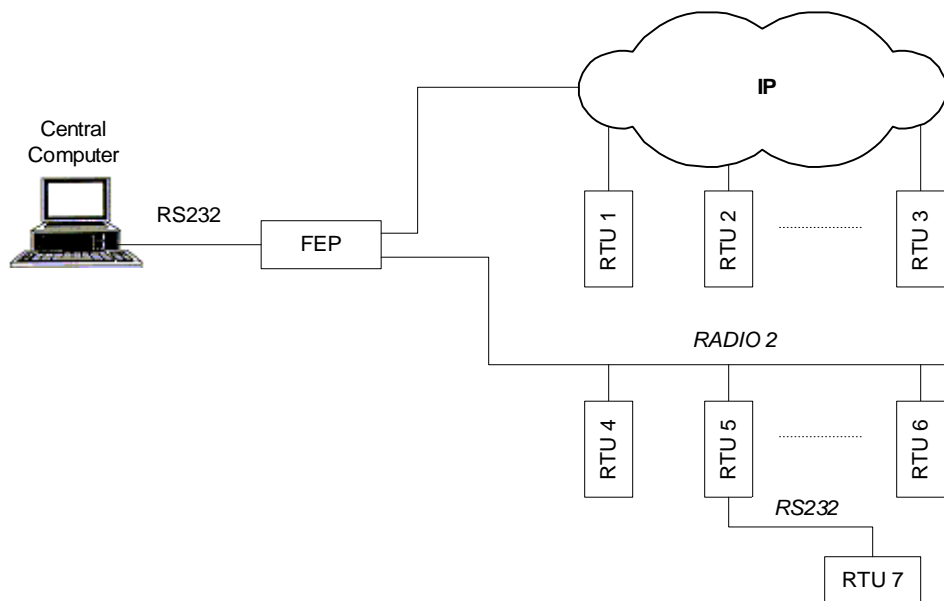 IP
Central
Computer
RS232
FEP
RTU 1
RTU 2
RTU 3
RADIO 2
RTU 4
RTU 5
RTU 6
RS232
RTU 7